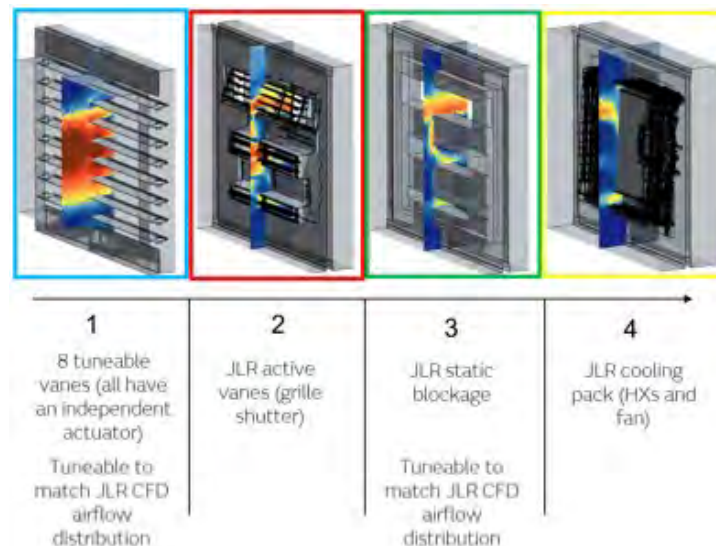 1
8 tuneable
vanes (all have
an independent
actuator)
Tuneable to
match JLR CFD
airflow
distribution
2
JLR active
vanes (grille
shutter)
3
JLR static
blockage
Tuneable to
match JLR CFD
airflow
distribution
4
JLR cooling
pack (HXs and
fan)